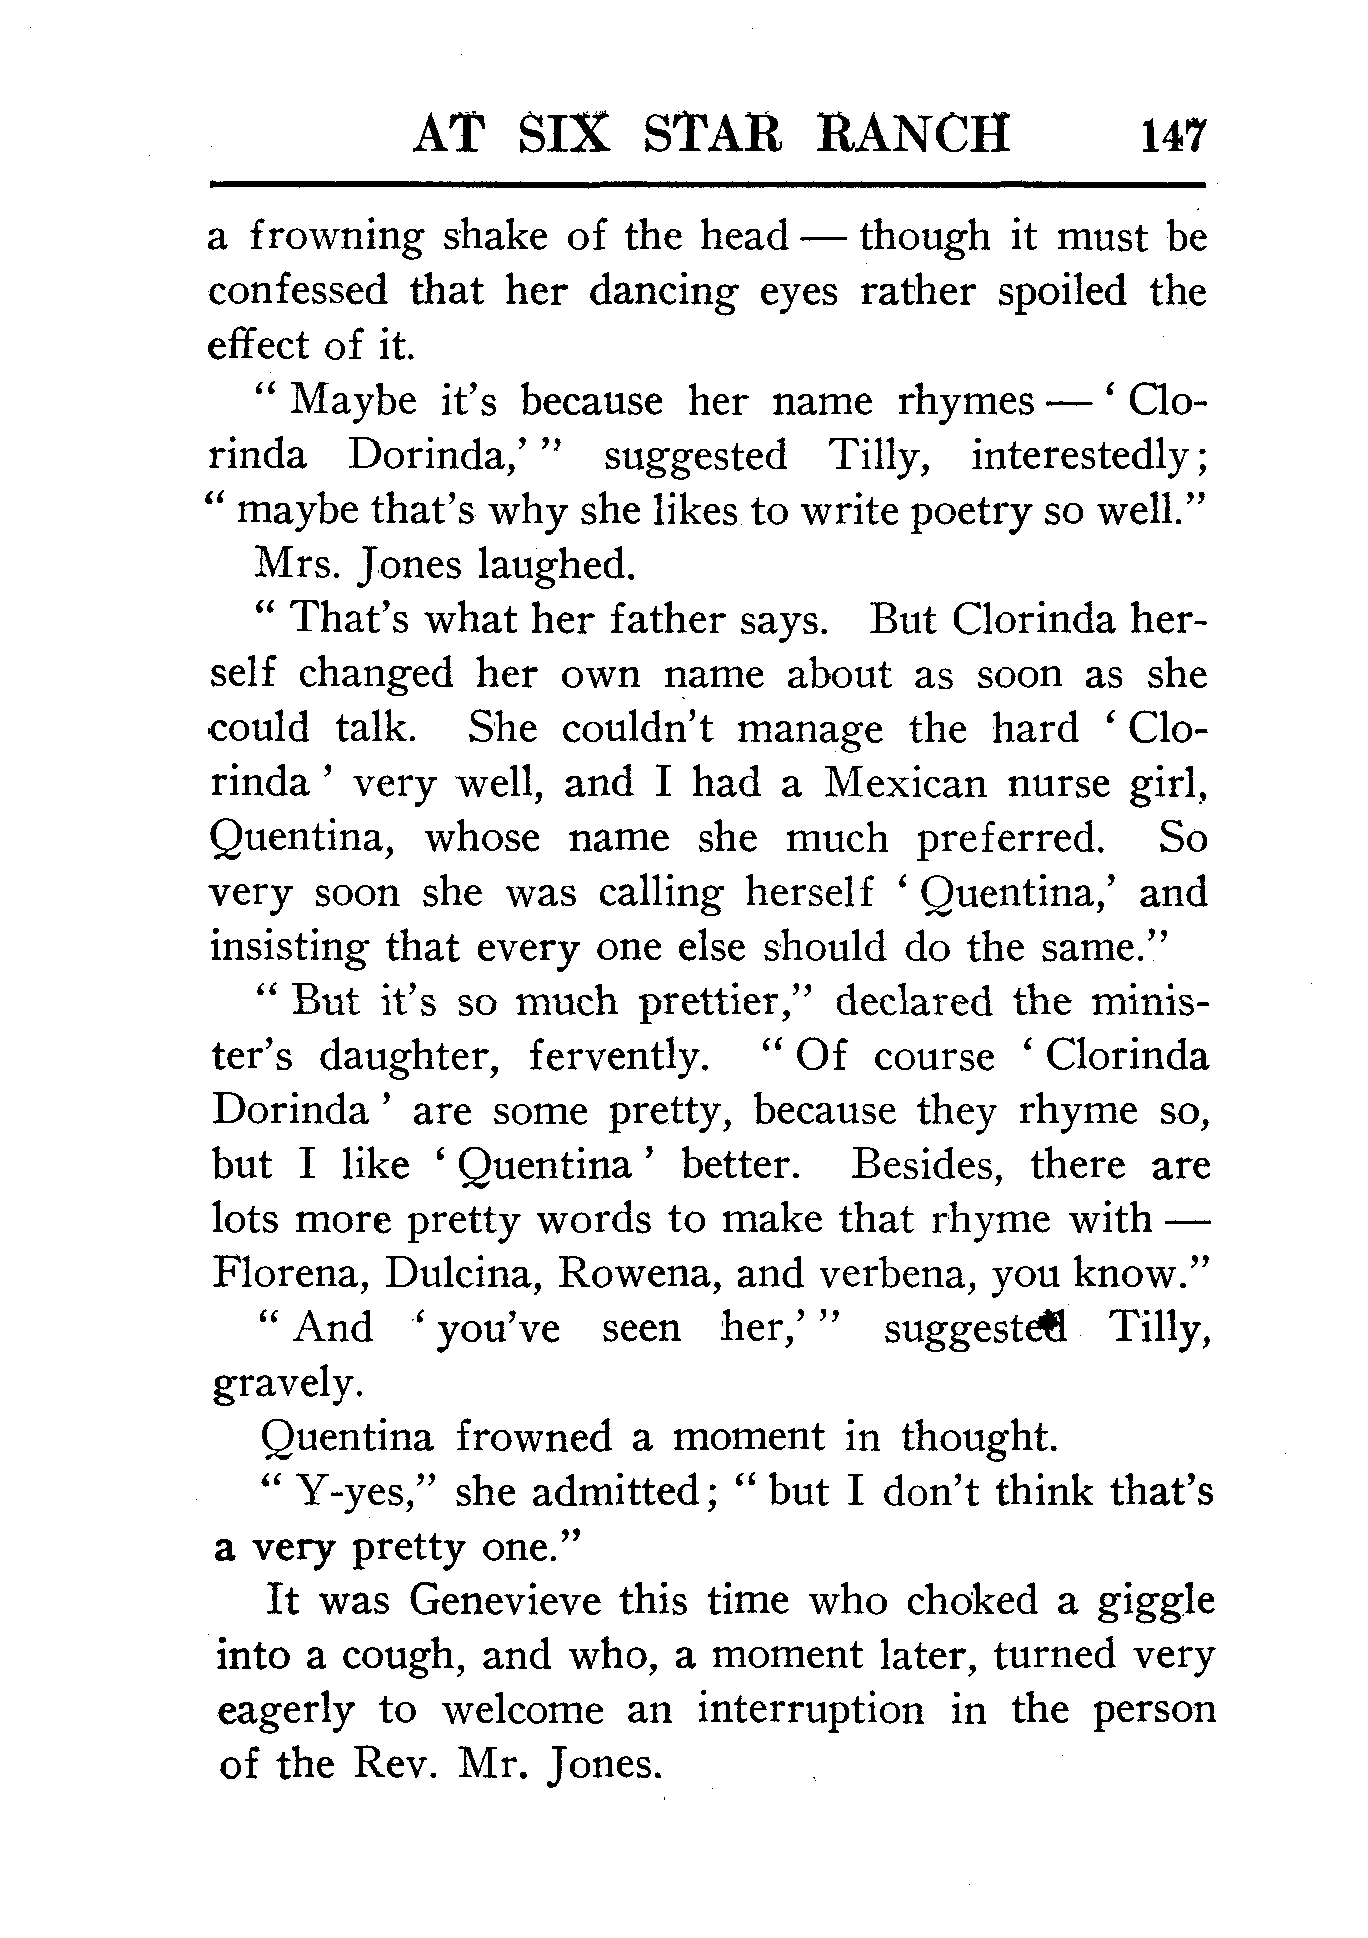 AT SIX STAR RANCH 147
a frowning shake of the head — though it must be
confessed that her dancing eyes rather spoiled the
effect of it.
" Maybe it's because her name rhymes — ' Clo-
rinda Dorinda,' " suggested Tilly, interestedly;
" maybe that's why she likes to write poetry so well."
Mrs. Jones laughed.
" That's what her father says. But Clorinda her-
self changed her own name about as soon as she
could talk. She couldn't manage the hard ' Clo-
rinda ' very well, and I had a Mexican nurse girl,
Quentina, whose name she much preferred. So
very soon she was calling herself ' Quentina,' and
insisting that every one else should do the same."
" But it's so much prettier," declared the minis-
ter's daughter, fervently. " Of course ' Clorinda
Dorinda ' are some pretty, because they rhyme so,
but I like ' Quentina ' better. Besides, there are
lots more pretty words to make that rhyme with —
Florena, Dulcina, Rowena, and verbena, you know."
" And ' you've seen her,' " suggested Tilly,
gravely.
Quentina frowned a moment in thought.
" Y-yes," she admitted; " but I don't think that's
a very pretty one."
It was Genevieve this time who choked a giggle
into a cough, and who, a moment later, turned very
eagerly to welcome an interruption in the person
of the Rev. Mr. Jones.